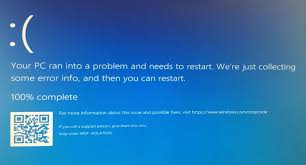 :(
Your PC ran into a problem and needs to restart. We're just collecting
some error info, and then you can restart.
100% complete
For more information about this issue and possible fixes, visit https://www.windows.com/stopcode
If you call a support person, give them this info:
Stop code: WDF_VIOLATION